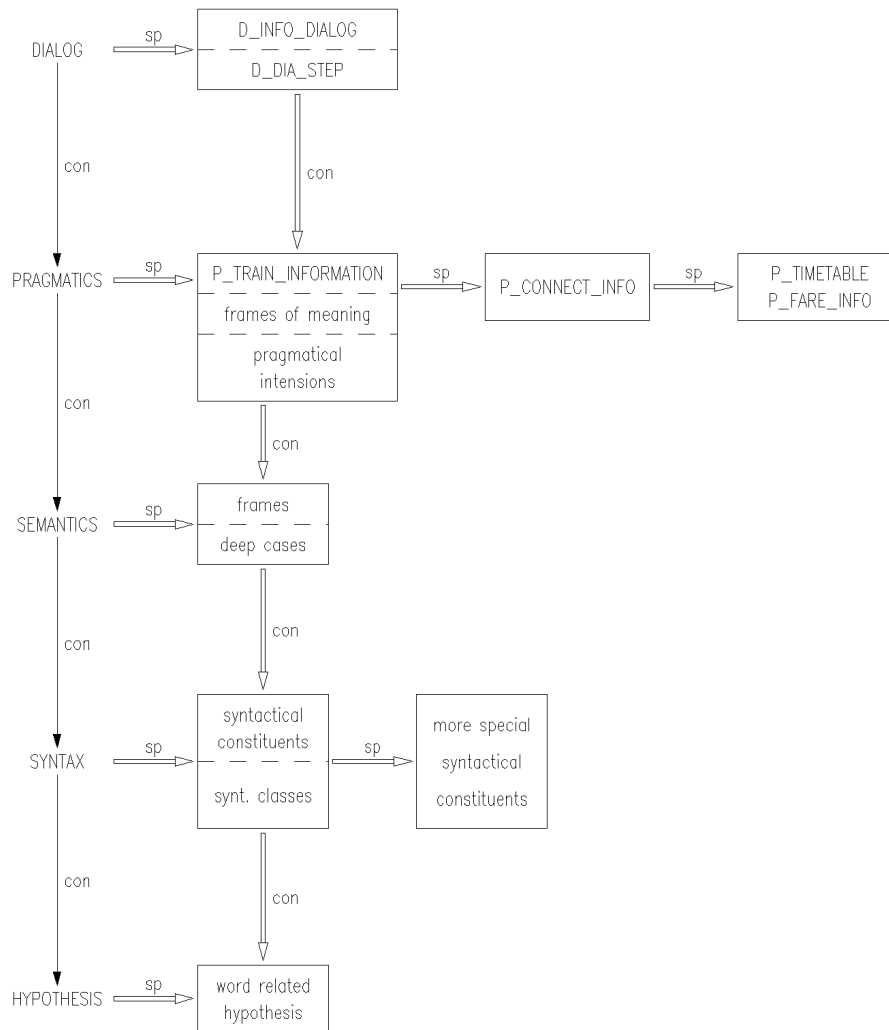 D_INFO_DIALOG
sp
DIALOG
D_DIA_STEP
con
con
P_TRAIN_INFORMATION
sp
sp
sp
P_TIMETABLE
PRAGMATICS
P_CONNECT_INFO
P_FARE_INFO
frames of meaning
pragmatical
intensions
con
con
frames
sp
SEMANTICS
deep cases
con
con
syntactical
constituents
more special
sp
sp
SYNTAX
syntactical
synt. classes
constituents
con
con
sp
word related
HYPOTHESIS
hypothesis